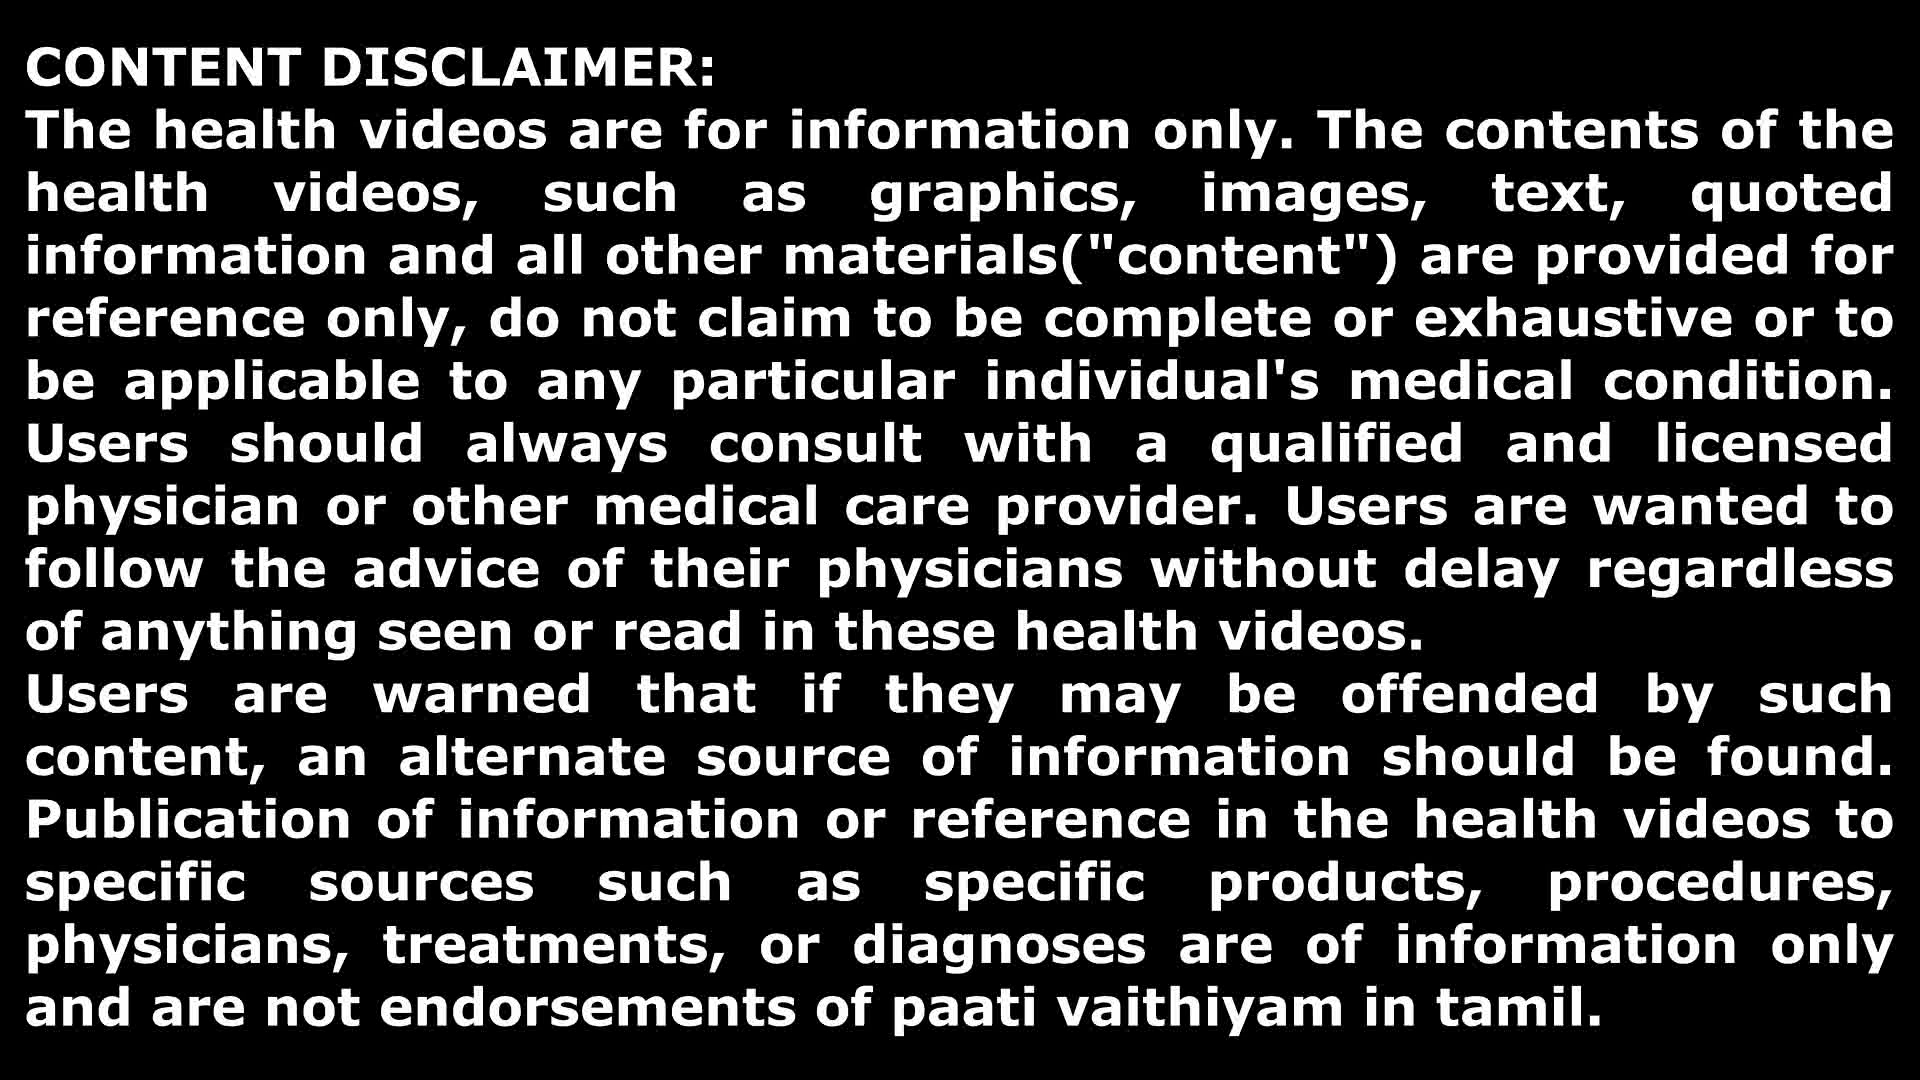 CONTENT DISCLAIMER:
The health videos are for information only. The contents of the
health videos, such as graphics, images, text, quoted
information and all other materials("content") are provided for
reference only, do not claim to be complete or exhaustive or to
be applicable to any particular individual's medical condition.
Users should always consult with a qualified and licensed
physician or other medical care provider. Users are wanted to
follow the advice of their physicians without delay regardless
of anything seen or read in these health videos.
Users are warned that if they may be offended by such
content, an alternate source of information should be found.
Publication of information or reference in the health videos to
specific sources such as specific products, procedures,
physicians, treatments, or diagnoses are of information only
and are not endorsements of paati vaithiyam in tamil.